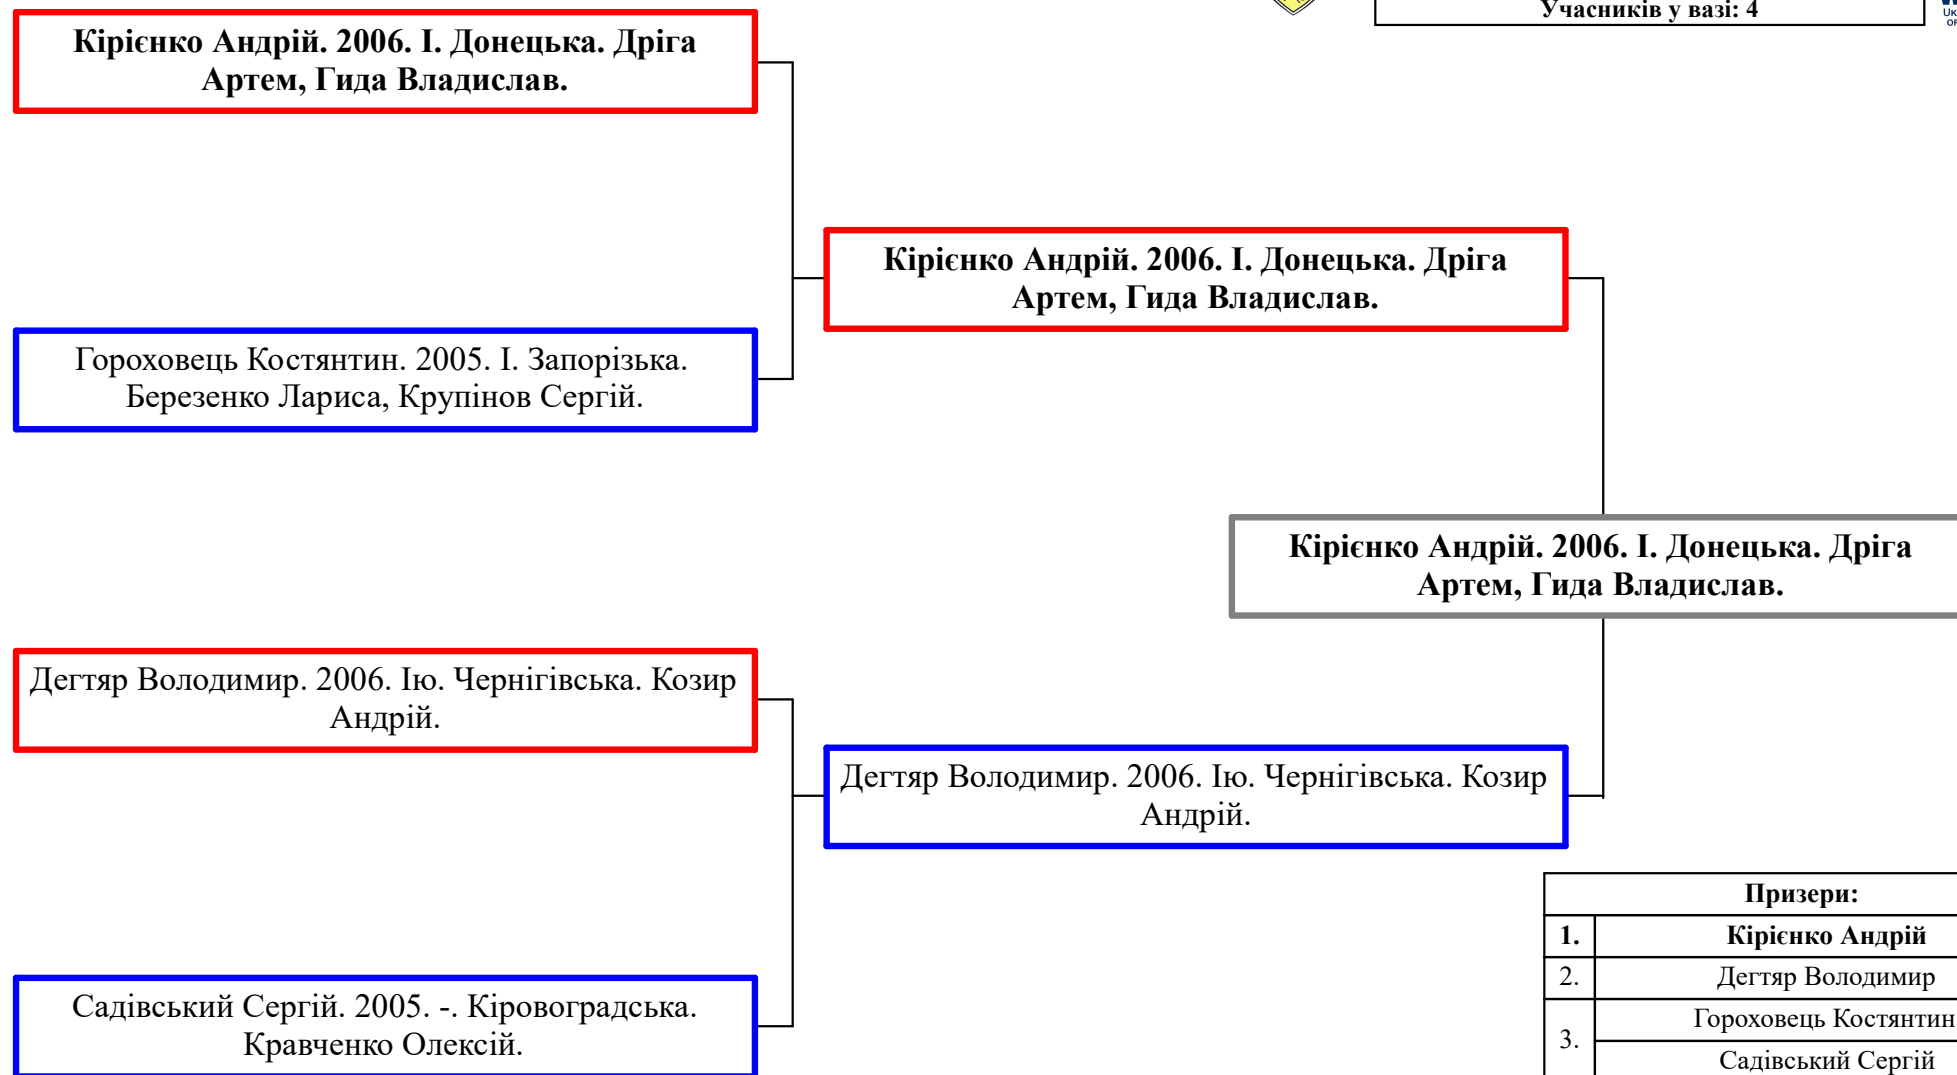 Учасників у вазі: 4
Кірієнко Андрій. 2006. І. Донецька. Дріга
Артем, Гида Владислав.
Кірієнко Андрій. 2006. І. Донецька. Дріга
Артем, Гида Владислав.
Гороховець Костянтин. 2005. І. Запорізька.
Березенко Лариса, Крупінов Сергій.
Кірієнко Андрій. 2006. І. Донецька. Дріга
Артем, Гида Владислав.
Дегтяр Володимир. 2006. Ію. Чернігівська. Козир
Андрій.
Дегтяр Володимир. 2006. Ію. Чернігівська. Козир
Андрій.
Садівський Сергій. 2005. -. Кіровоградська.
Кравченко Олексій.
Призери:
1. Кірієнко Андрій
2. Дегтяр Володимир
3. Гороховець Костянтин
Садівський Сергій